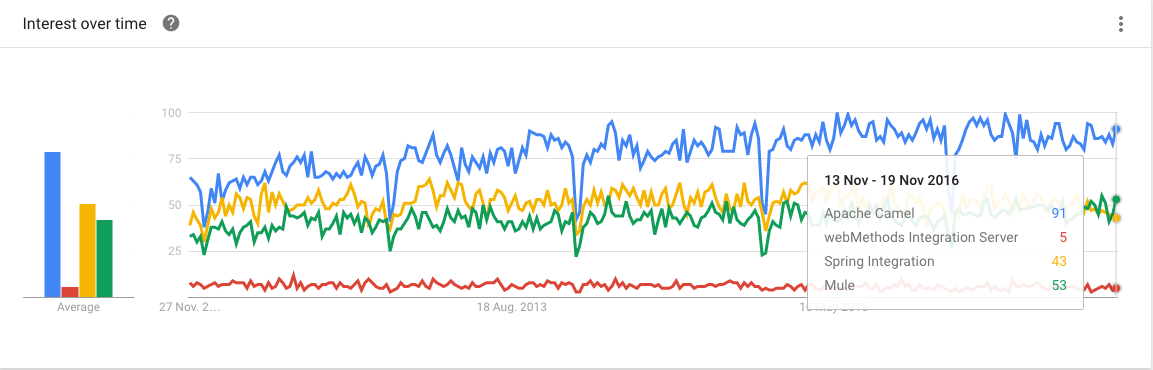 Interest over time
100
75
50
25
Average
27 Nov. 2…
18 Aug. 2013
13 Nov - 19 Nov 2016
Apache Camel 91
webMethods Integration Server 5
Spring Integration 43
Mule 53